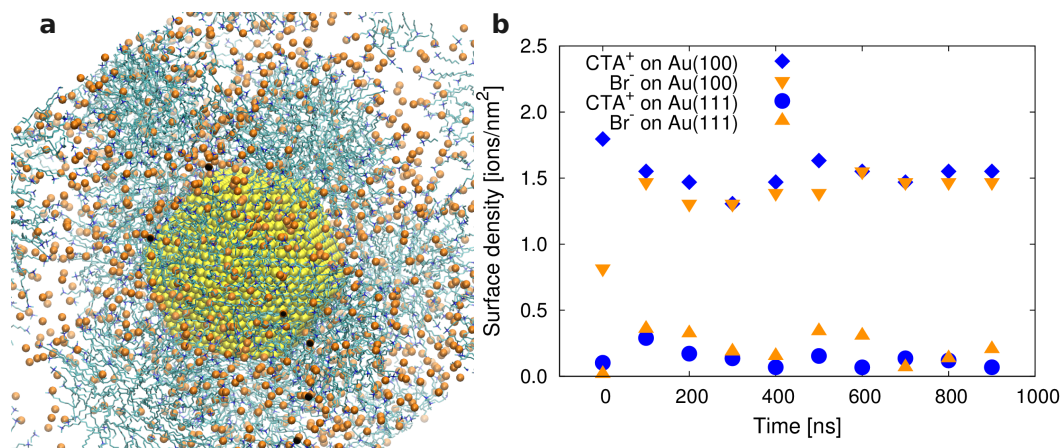 a
b
CTA⁺ on Au(100)
Br⁻ on Au(100)
CTA⁺ on Au(111)
Br⁻ on Au(111)
Surface density [ions/nm²]
2.5
2.0
1.5
1.0
0.5
0.0
0 200 400 600 800 1000
Time [ns]